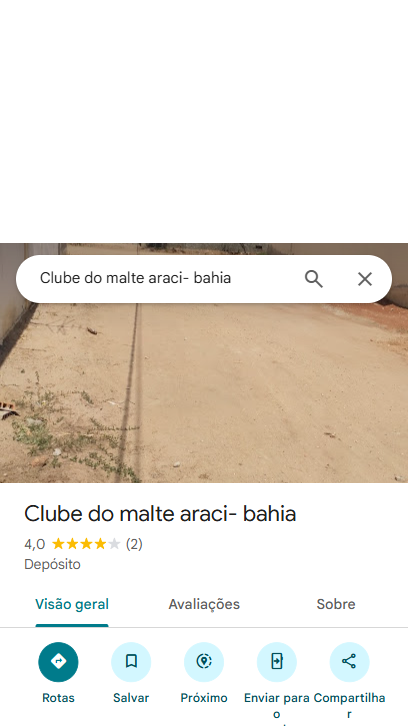 Clube do malte araci- bahia
Clube do malte araci- bahia
4,0 (2)
Depósito
Visão geral Avaliações Sobre
Rotas Salvar Próximo Enviar para o Compartilhar